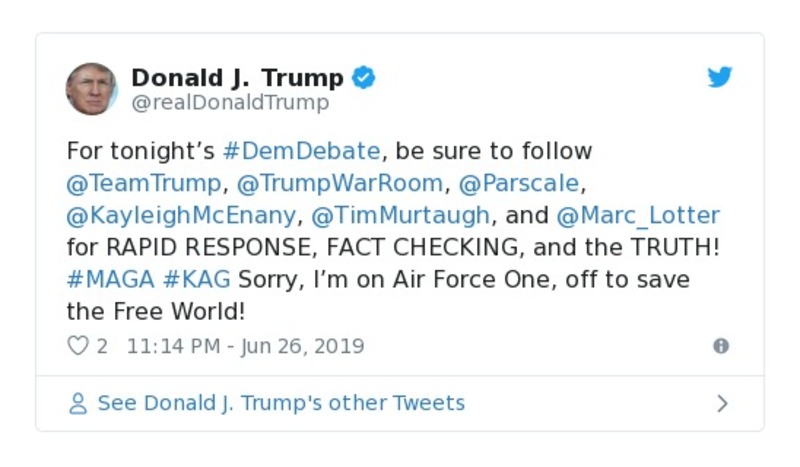 Donald J. Trump
@realDonaldTrump
For tonight’s #DemDebate, be sure to follow
@TeamTrump, @TrumpWarRoom, @Parscale,
@KayleighMcEnany, @TimMurtaugh, and @Marc_Lotter
for RAPID RESPONSE, FACT CHECKING, and the TRUTH!
#MAGA #KAG Sorry, I’m on Air Force One, off to save
the Free World!
2 11:14 PM - Jun 26, 2019
See Donald J. Trump's other Tweets